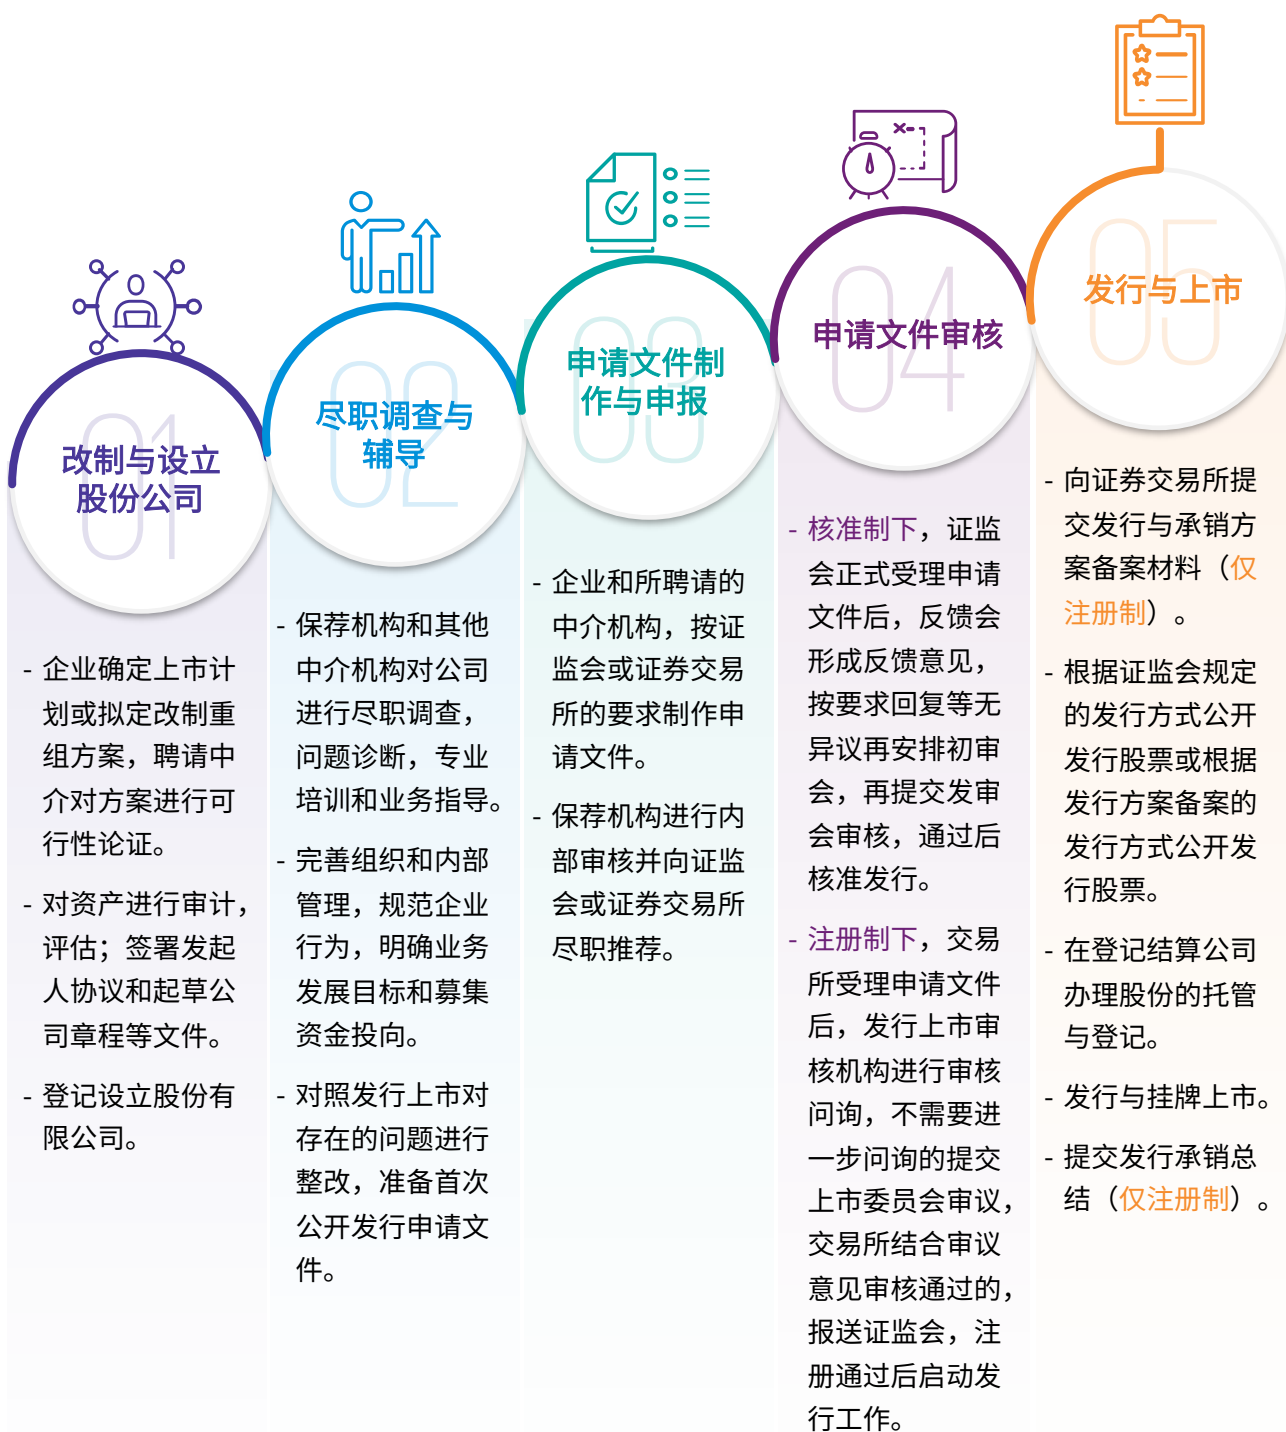 01
改制与设立
股份公司
- 企业确定上市计
划或拟定改制重
组方案，聘请中
介对方案进行可
行性论证。
- 对资产进行审计，
评估；签署发起
人协议和起草公
司章程等文件。
- 登记设立股份有
限公司。
02
尽职调查与
辅导
- 保荐机构和其他
中介机构对公司
进行尽职调查，
问题诊断，专业
培训和业务指导。
- 完善组织和内部
管理，规范企业
行为，明确业务
发展目标和募集
资金投向。
- 对照发行上市对
存在的问题进行
整改，准备首次
公开发行申请文
件。
03
申请文件制
作与申报
- 企业和所聘请的
中介机构，按证
监会或证券交易
所的要求制作申
请文件。
- 保荐机构进行内
部审核并向证监
会或证券交易所
尽职推荐。
04
申请文件审核
- 核准制下，证监
会正式受理申请
文件后，反馈会
形成反馈意见，
按要求回复等无
异议再安排初审
会，再提交发审
会审核，通过后
核准发行。
- 注册制下，交易
所受理申请文件
后，发行上市审
核机构进行审核
问询，不需要进
一步问询的提交
上市委员会审议，
交易所结合审议
意见审核通过的，
报送证监会，注
册通过后启动发
行工作。
05
发行与上市
- 向证券交易所提
交发行与承销方
案备案材料（仅
注册制）。
- 根据证监会规定
的发行方式公开
发行股票或根据
发行方案备案的
发行方式公开发
行股票。
- 在登记结算公司
办理股份的托管
与登记。
- 发行与挂牌上市。
- 提交发行承销总
结（仅注册制）。